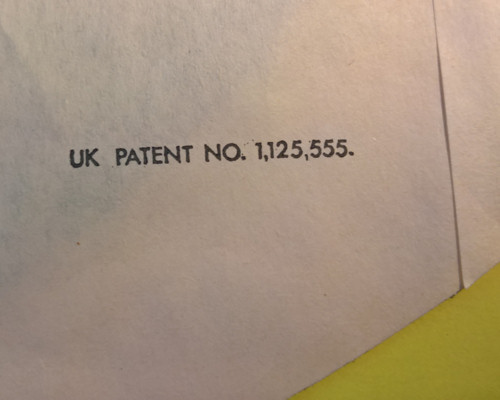 UK PATENT NO. 1,125,555.